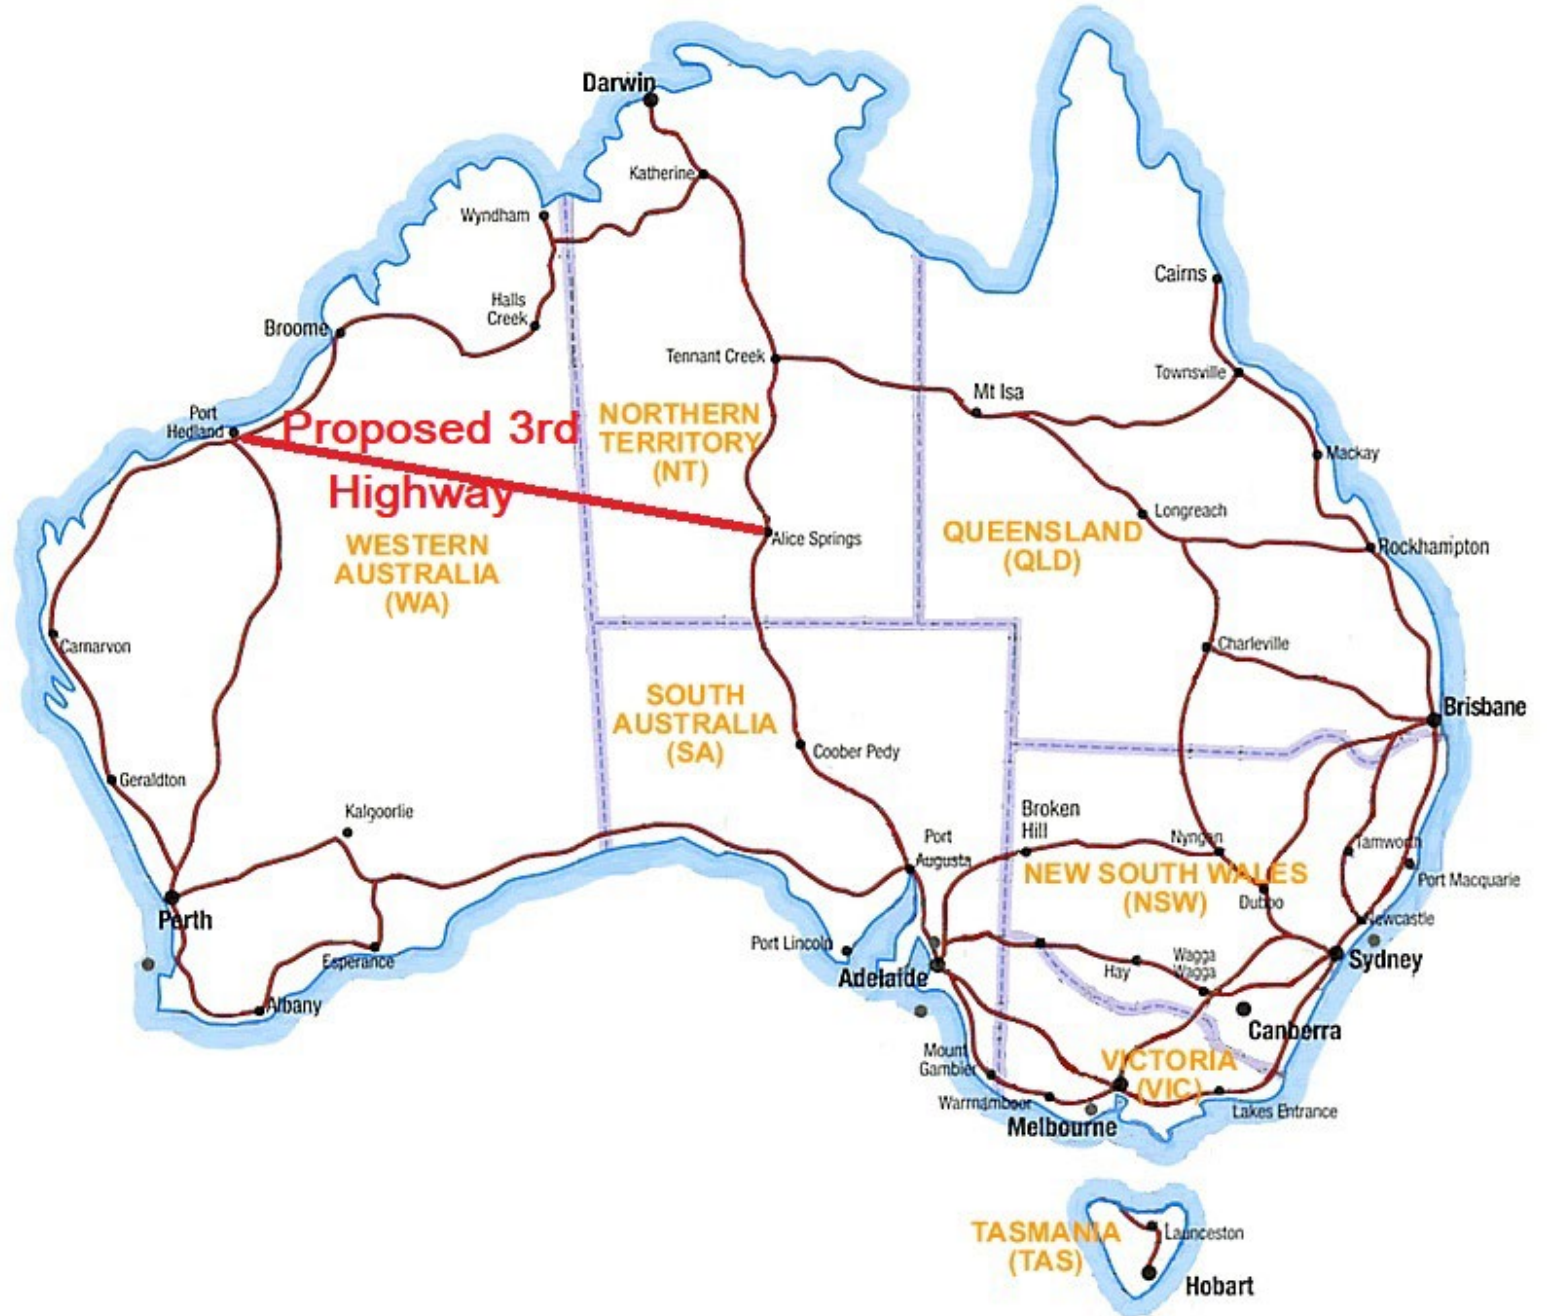 Darwin
Katherine
Wyndham
Halls
Creek
Broome
Cairns
Tennant Creek
Townsville
Mt Isa
Port
Hedland
Proposed 3rd
Highway
NORTHERN
TERRITORY
(NT)
Mackay
Longreach
Alice Springs
QUEENSLAND
(QLD)
Rockhampton
WESTERN
AUSTRALIA
(WA)
Carnarvon
Charleville
SOUTH
AUSTRALIA
(SA)
Brisbane
Coober Pedy
Geraldton
Kalgoorlie
Broken
Hill
Port
Augusta
Nyngan
Tamworth
NEW SOUTH WALES
(NSW)
Port Macquarie
Dubbo
Newcastle
Perth
Port Lincoln
Esperance
Adelaide
Hay
Wagga
Wagga
Sydney
Albany
Canberra
Mount
Gambier
VICTORIA
(VIC)
Warrnambool
Lakes Entrance
Melbourne
TASMANIA
(TAS)
Launceston
Hobart